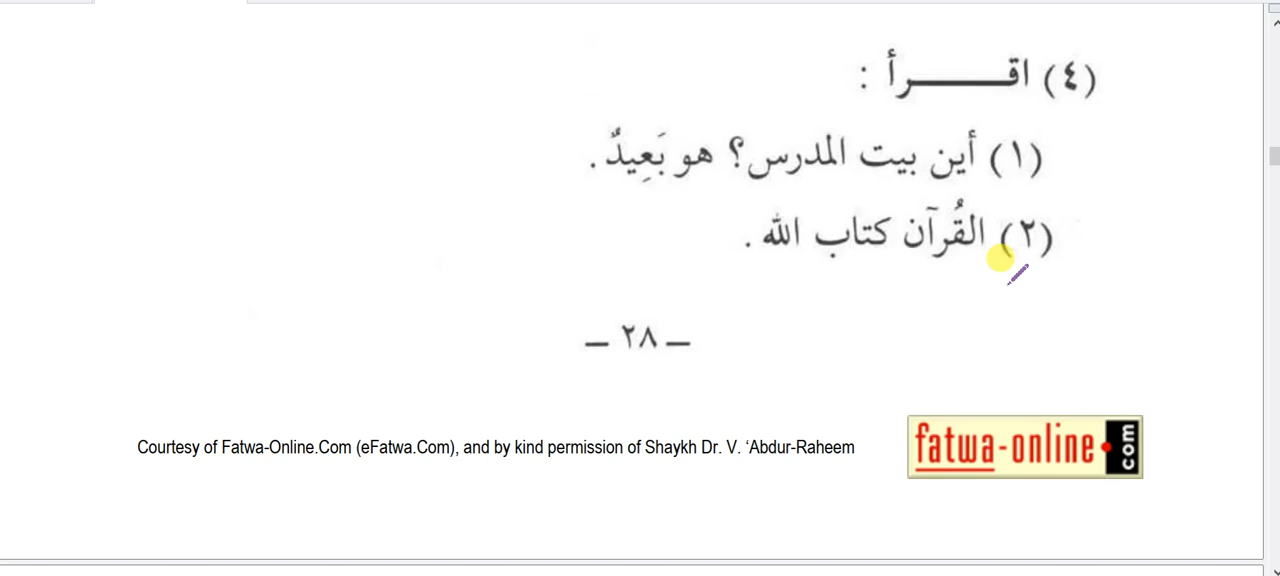 (٤) اقـــــرأ :
(١) أين بيت المدرس؟ هو بَعِيدٌ .
(٢) القُرآن كتاب الله .
– ٢٨ –
Courtesy of Fatwa-Online.Com (eFatwa.Com), and by kind permission of Shaykh Dr. V. ‘Abdur-Raheem
fatwa-online.com